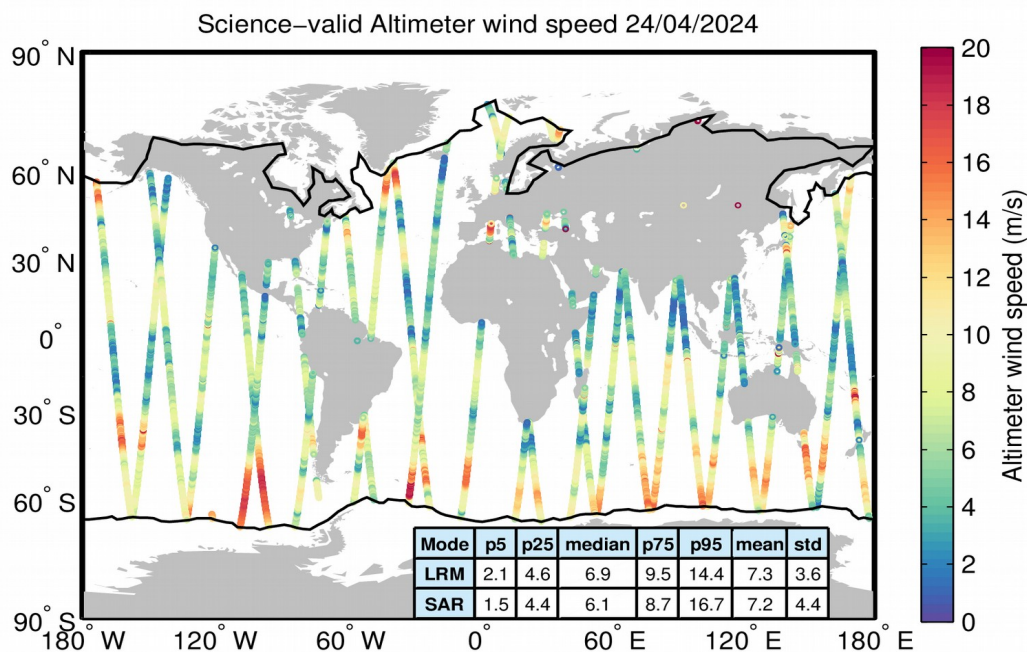 Science−valid Altimeter wind speed 24/04/2024
90° N
60° N
30° N
0°
30° S
60° S
90° S
180° W
120° W
60° W
0°
60° E
120° E
180° E
Mode p5 p25 median p75 p95 mean std
LRM 2.1 4.6 6.9 9.5 14.4 7.3 3.6
SAR 1.5 4.4 6.1 8.7 16.7 7.2 4.4
20
18
16
14
12
10
8
6
4
2
0
Altimeter wind speed (m/s)